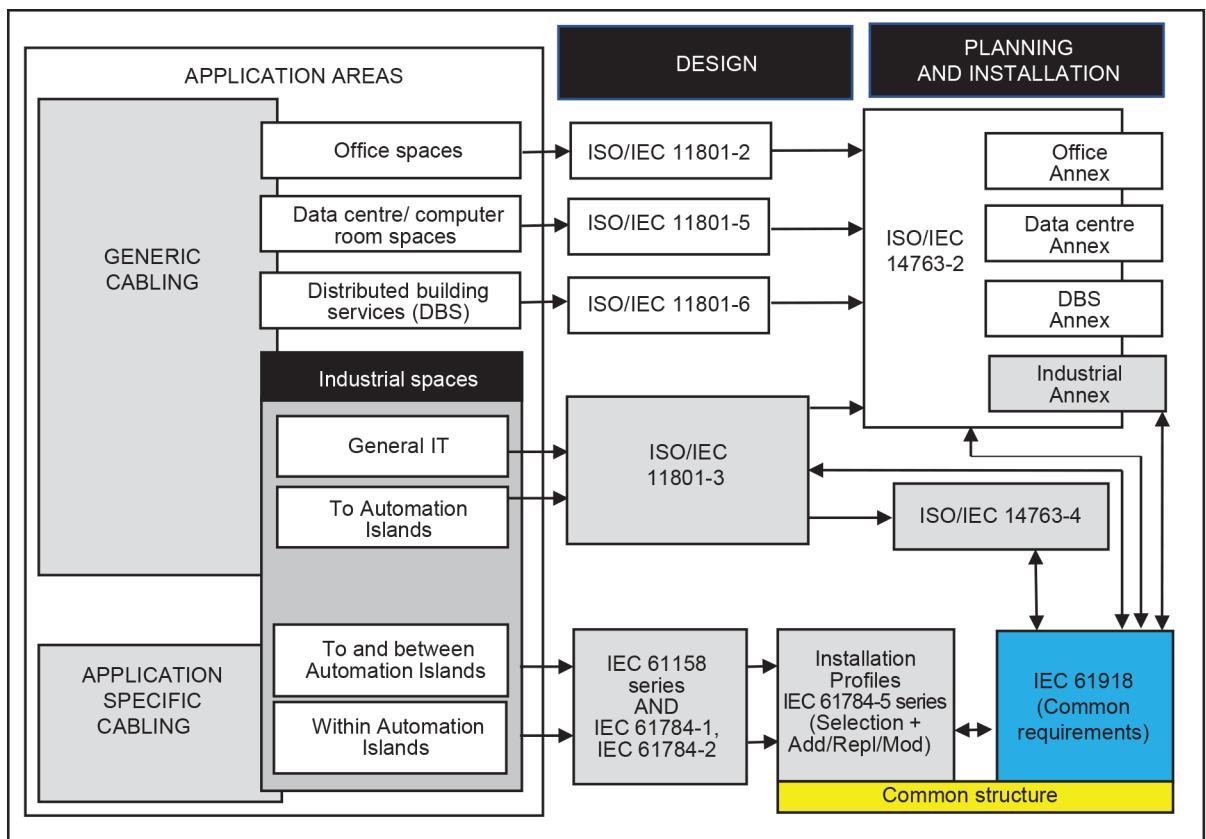 APPLICATION AREAS
DESIGN
PLANNING
AND INSTALLATION
GENERIC
CABLING
Office spaces
ISO/IEC 11801-2
ISO/IEC
14763-2
Office
Annex
Data centre/ computer
room spaces
ISO/IEC 11801-5
Data centre
Annex
Distributed building
services (DBS)
ISO/IEC 11801-6
DBS
Annex
Industrial spaces
Industrial
Annex
General IT
To Automation
Islands
ISO/IEC
11801-3
ISO/IEC 14763-4
APPLICATION
SPECIFIC
CABLING
To and between
Automation Islands
Within Automation
Islands
IEC 61158
series
AND
IEC 61784-1,
IEC 61784-2
Installation
Profiles
IEC 61784-5 series
(Selection +
Add/Repl/Mod)
IEC 61918
(Common
requirements)
Common structure